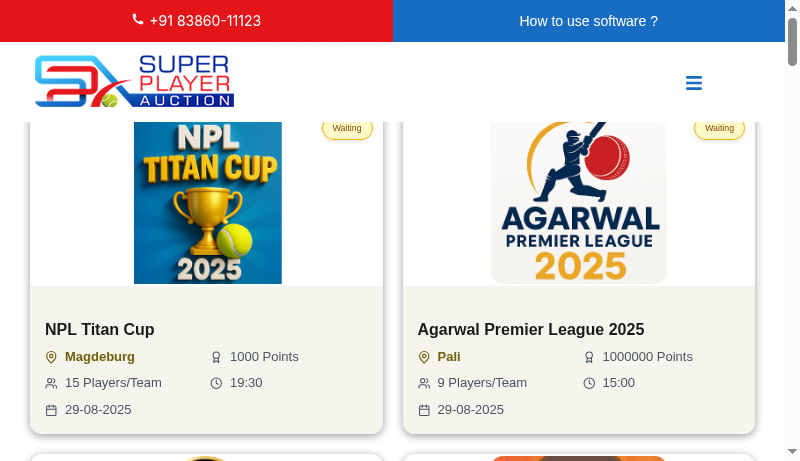 +91 83860-11123
How to use software ?
SUPER
PLAYER
AUCTION
Waiting
Waiting
NPL
TITAN CUP
2025
AGARWAL
PREMIER LEAGUE
2025
NPL Titan Cup
Magdeburg
1000 Points
15 Players/Team
19:30
29-08-2025
Agarwal Premier League 2025
Pali
1000000 Points
9 Players/Team
15:00
29-08-2025